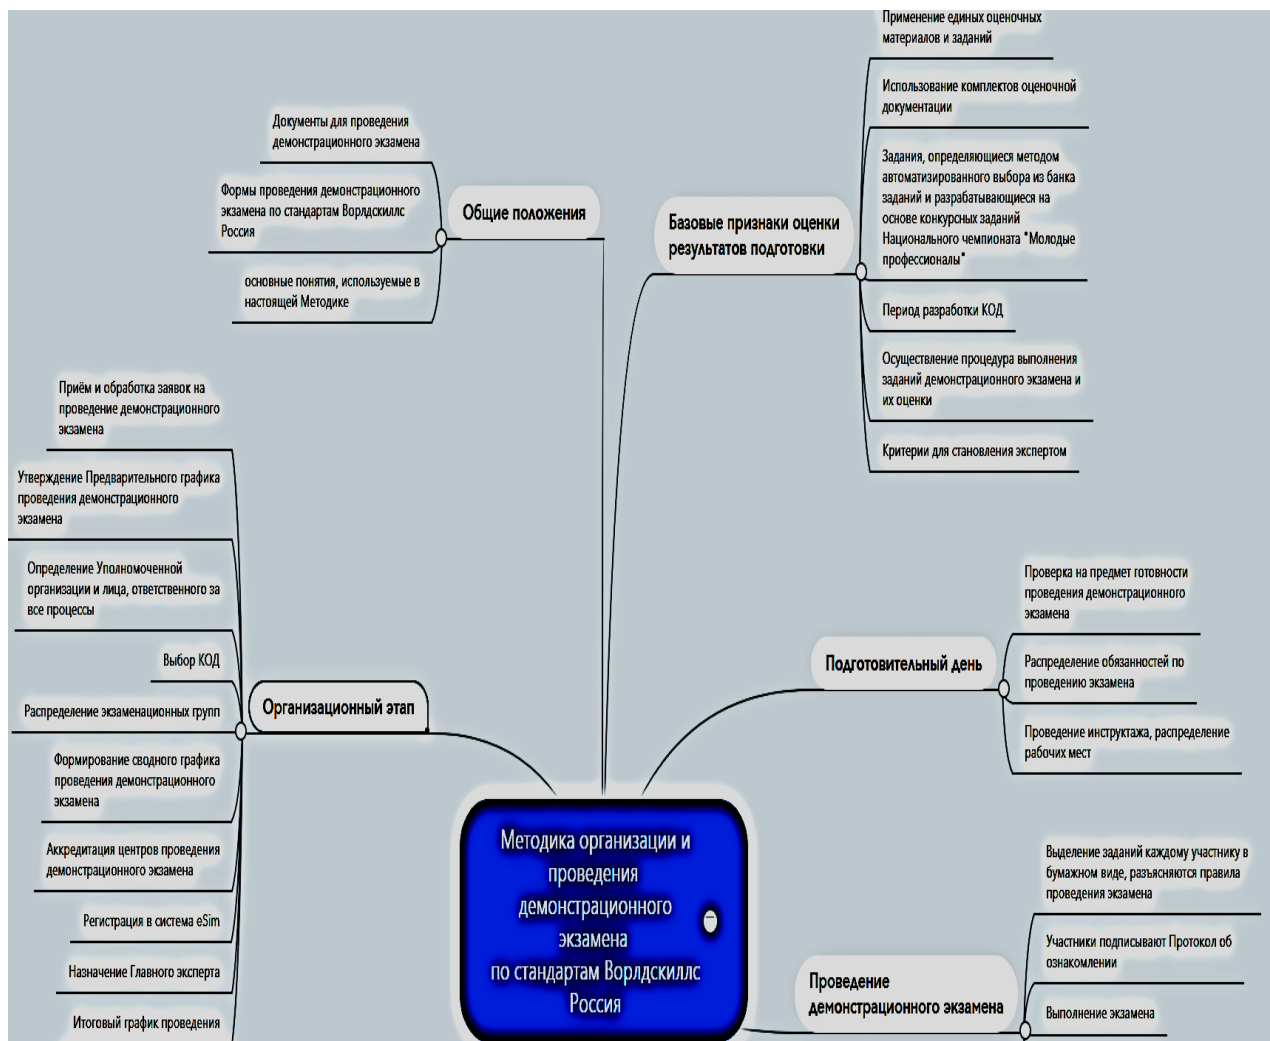 Применение единых оценочных
материалов и заданий
Использование комплектов оценочной
документации
Задания, определяющиеся методом
автоматизированного выбора из банка
заданий и разрабатывающиеся на
основе конкурсных заданий
Национального чемпионата "Молодые
профессионалы"
Период разработки КОД
Осуществление процедура выполнения
заданий демонстрационного экзамена и
их оценки
Критерии для становления экспертом
Базовые признаки оценки
результатов подготовки
Документы для проведения
демонстрационного экзамена
Формы проведения демонстрационного
экзамена по стандартам Ворлдскиллс
Россия
основные понятия, используемые в
настоящей Методике
Общие положения
Приём и обработка заявок на
проведение демонстрационного
экзамена
Утверждение Предварительного графика
проведения демонстрационного
экзамена
Определение Уполномоченной
организации и лица, ответственного за
все процессы
Выбор КОД
Распределение экзаменационных групп
Формирование сводного графика
проведения демонстрационного
экзамена
Аккредитация центров проведения
демонстрационного экзамена
Регистрация в система eSim
Назначение Главного эксперта
Итоговый график проведения
Организационный этап
Проверка на предмет готовности
проведения демонстрационного
экзамена
Распределение обязанностей по
проведению экзамена
Проведение инструктажа, распределение
рабочих мест
Подготовительный день
Методика организации и
проведения
демонстрационного
экзамена
по стандартам Ворлдскиллс
Россия
Выделение заданий каждому участнику в
бумажном виде, разъясняются правила
проведения экзамена
Участники подписывают Протокол об
ознакомлении
Выполнение экзамена
Проведение
демонстрационного экзамена